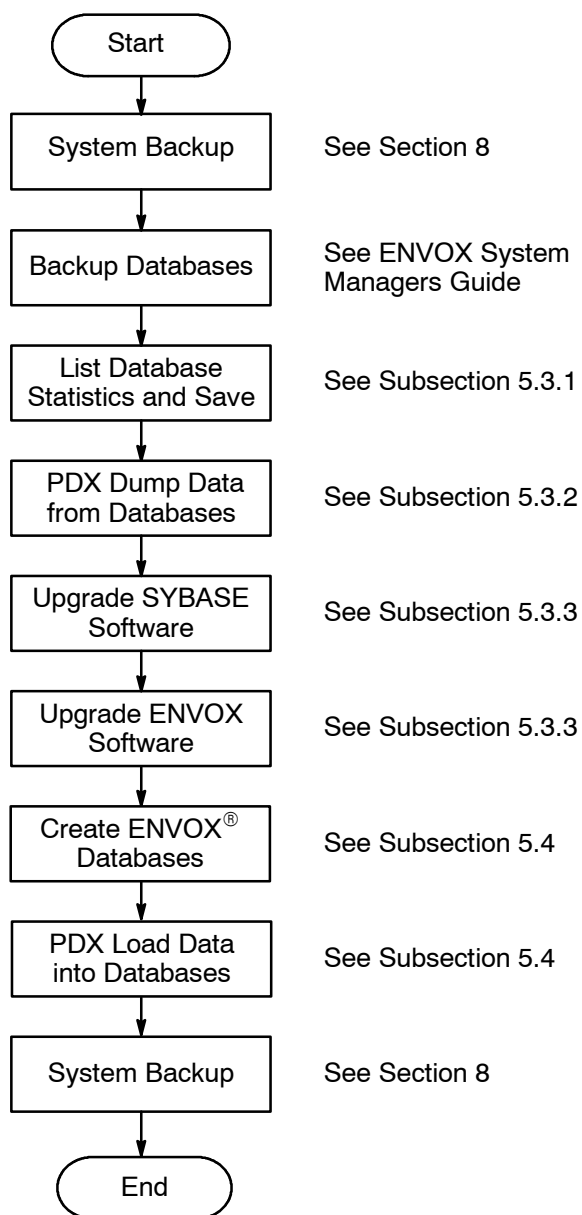 Start
System Backup
See Section 8
Backup Databases
See ENVOX System
Managers Guide
List Database
Statistics and Save
See Subsection 5.3.1
PDX Dump Data
from Databases
See Subsection 5.3.2
Upgrade SYBASE
Software
See Subsection 5.3.3
Upgrade ENVOX
Software
See Subsection 5.3.3
Create ENVOX®
Databases
See Subsection 5.4
PDX Load Data
into Databases
See Subsection 5.4
System Backup
See Section 8
End